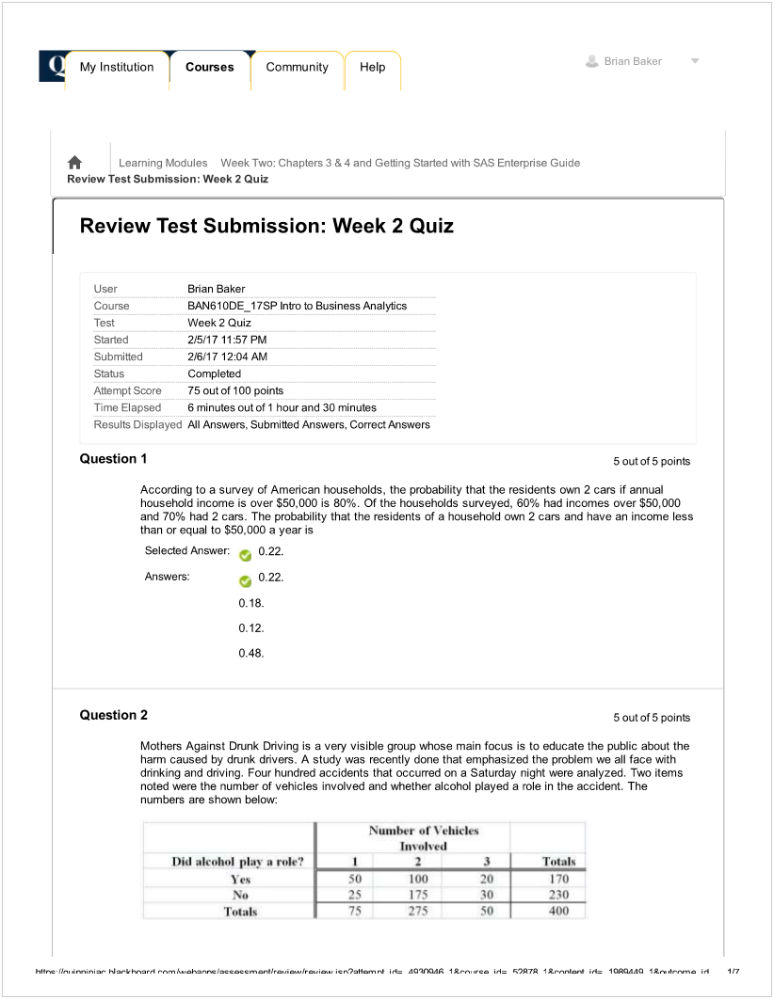 Q My Institution Courses Community Help Brian Baker
Learning Modules Week Two: Chapters 3 & 4 and Getting Started with SAS Enterprise Guide
Review Test Submission: Week 2 Quiz
Review Test Submission: Week 2 Quiz
User Brian Baker
Course BAN610DE_17SP Intro to Business Analytics
Test Week 2 Quiz
Started 2/5/17 11:57 PM
Submitted 2/6/17 12:04 AM
Status Completed
Attempt Score 75 out of 100 points
Time Elapsed 6 minutes out of 1 hour and 30 minutes
Results Displayed All Answers, Submitted Answers, Correct Answers
Question 1 5 out of 5 points
According to a survey of American households, the probability that the residents own 2 cars if annual
household income is over $50,000 is 80%. Of the households surveyed, 60% had incomes over $50,000
and 70% had 2 cars. The probability that the residents of a household own 2 cars and have an income less
than or equal to $50,000 a year is
Selected Answer: 0.22.
Answers: 0.22.
0.18.
0.12.
0.48.
Question 2 5 out of 5 points
Mothers Against Drunk Driving is a very visible group whose main focus is to educate the public about the
harm caused by drunk drivers. A study was recently done that emphasized the problem we all face with
drinking and driving. Four hundred accidents that occurred on a Saturday night were analyzed. Two items
noted were the number of vehicles involved and whether alcohol played a role in the accident. The
numbers are shown below:
Number of Vehicles
Involved
Did alcohol play a role? 1 2 3 Totals
Yes 50 100 20 170
No 25 175 30 230
Totals 75 275 50 400
https://quinnipiac.blackboard.com/webapps/assessment/review/review.jsp?attempt_id=_4930946_1&course_id=_52878_1&content_id=_1989449_1&outcome_id... 1/7